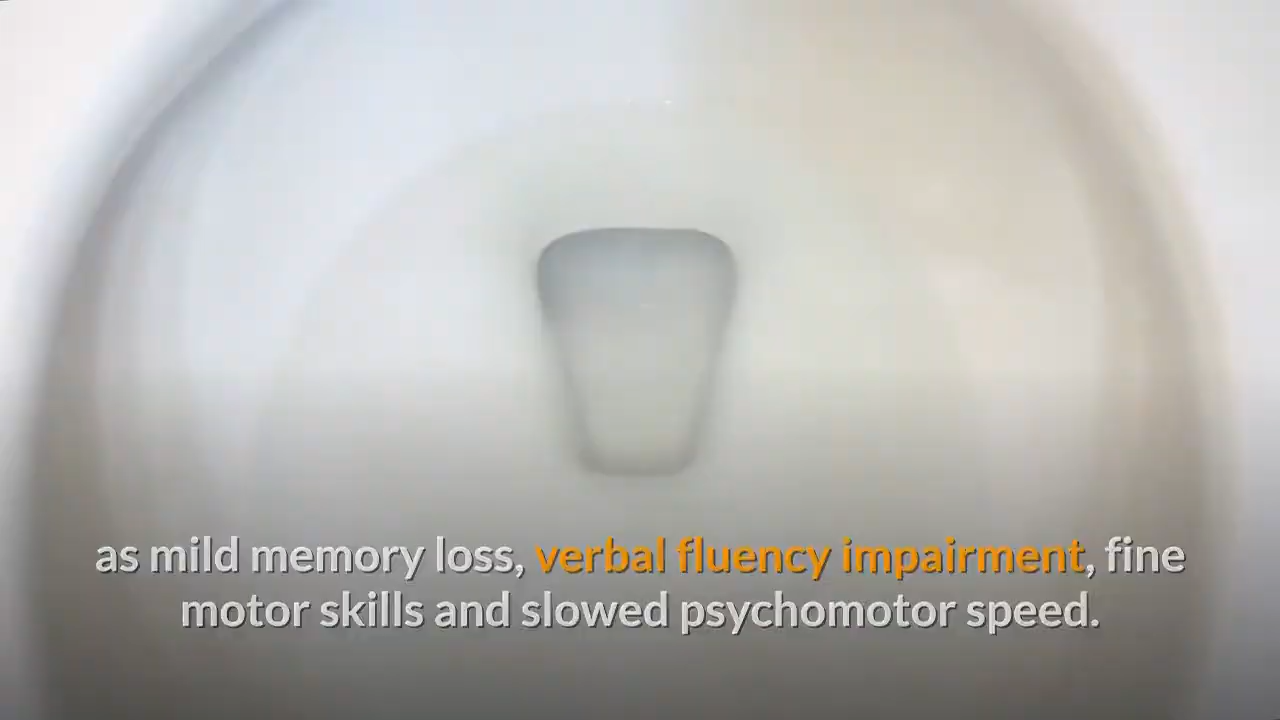 as mild memory loss, verbal fluency impairment, fine
motor skills and slowed psychomotor speed.